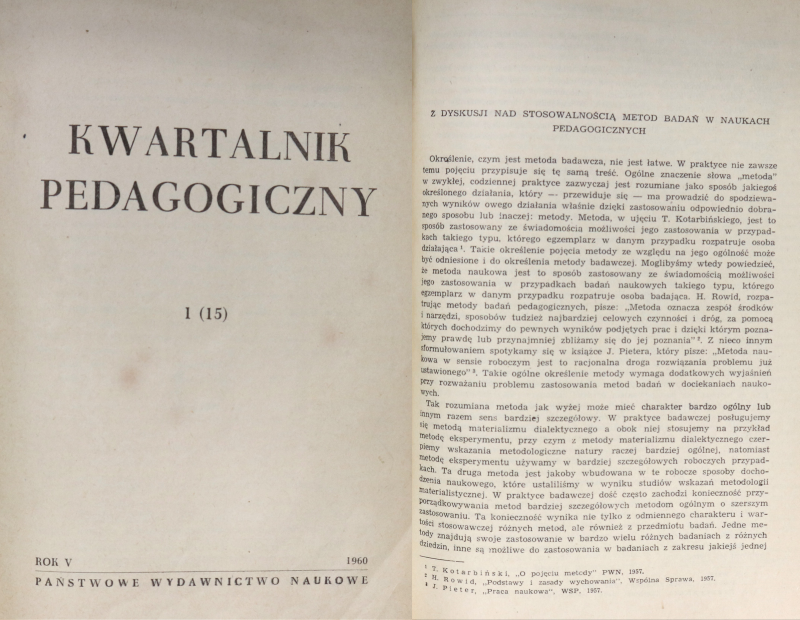 KWARTALNIK
PEDAGOGICZNY
1 (15)
ROK V 1960
PAŃSTWOWE WYDAWNICTWO NAUKOWE
Z DYSKUSJI NAD STOSOWALNOŚCIĄ METOD BADAŃ W NAUKACH
PEDAGOGICZNYCH
Określenie, czym jest metoda badawcza, nie jest łatwe. W praktyce nie zawsze
temu pojęciu przypisuje się tę samą treść. Ogólne znaczenie słowa „metoda”
w zwykłej, codziennej praktyce zazwyczaj jest rozumiane jako sposób jakiegoś
określonego działania, który — przewiduje się — ma prowadzić do spodziewa-
nych wyników owego działania właśnie dzięki zastosowaniu odpowiednio dobra-
nego sposobu lub inaczej: metody. Metoda, w ujęciu T. Kotarbińskiego, jest to
sposób zastosowany ze świadomością możliwości jego zastosowania w przypad-
kach takiego typu, którego egzemplarz w danym przypadku rozpatruje osoba
działająca¹. Takie określenie pojęcia metody ze względu na jego ogólność może
być odniesione i do określenia metody badawczej. Moglibyśmy wtedy powiedzieć,
że metoda naukowa jest to sposób zastosowany ze świadomością możliwości
jego zastosowania w przypadkach badań naukowych takiego typu, którego
egzemplarz w danym przypadku rozpatruje osoba badająca. H. Rowid, rozpa-
trując metody badań pedagogicznych, pisze: „Metoda oznacza zespół środków
i narzędzi, sposobów tudzież najbardziej celowych czynności i dróg, za pomocą
których dochodzimy do pewnych wyników podjętych prac i dzięki którym pozna-
jemy prawdę lub przynajmniej zbliżamy się do jej poznania”². Z nieco innym
sformułowaniem spotykamy się w książce J. Pietera, który pisze: „Metoda nau-
kowa w sensie roboczym jest to racjonalna droga rozwiązania problemu już
ustawionego”³. Takie ogólne określenie metody wymaga dodatkowych wyjaśnień
przy rozważaniu problemu zastosowania metod badań w dociekaniach nauko-
wych.
Tak rozumiana metoda jak wyżej może mieć charakter bardzo ogólny lub
innym razem sens bardziej szczegółowy. W praktyce badawczej posługujemy
się metodą materializmu dialektycznego a obok niej stosujemy na przykład
metodę eksperymentu, przy czym z metody materializmu dialektycznego czer-
piemy wskazania metodologiczne natury raczej bardziej ogólnej, natomiast
metodę eksperymentu używamy w bardziej szczegółowych roboczych przypad-
kach. Ta druga metoda jest jakoby wbudowana w te robocze sposoby docho-
dzenia naukowego, które ustaliliśmy w wyniku studiów wskazań metodologii
materialistycznej. W praktyce badawczej dość często zachodzi konieczność przy-
porządkowywania metod bardziej szczegółowych metodom ogólnym o szerszym
zastosowaniu. Ta konieczność wynika nie tylko z odmiennego charakteru i war-
tości stosowawczej różnych metod, ale również z przedmiotu badań. Jedne me-
tody znajdują swoje zastosowanie w bardzo wielu różnych badaniach z różnych
dziedzin, inne są możliwe do zastosowania w badaniach z zakresu jakiejś jednej
¹ T. Kotarbiński, „O pojęciu metody” PWN, 1957.
² H. Rowid, „Podstawy i zasady wychowania”. Wspólna Sprawa, 1957.
³ J. Pieter, „Praca naukowa”, WSP, 1957.